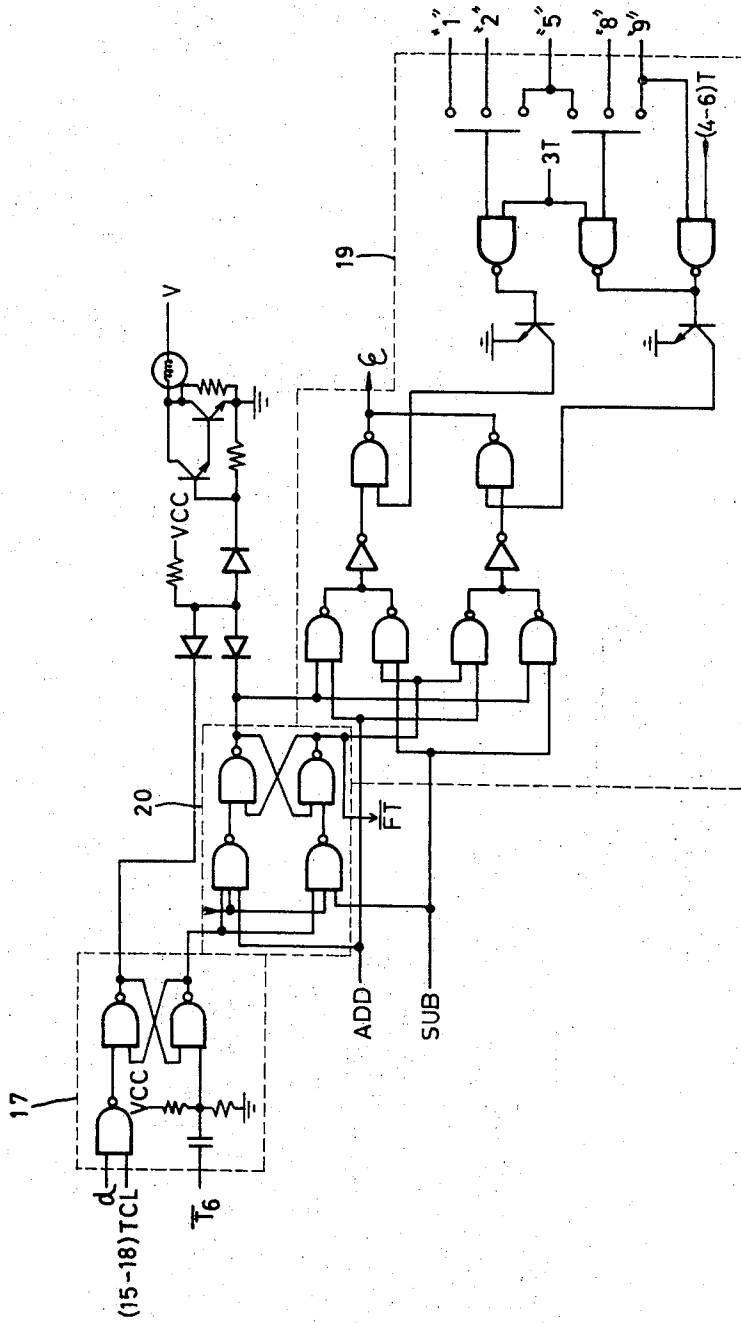 "1"
"2"
"5"
"8"
"9"
(4-6)T
3T
19
V
VCC
ε
20
FT
17
VCC
d
(15-18)TCL
T6
ADD
SUB